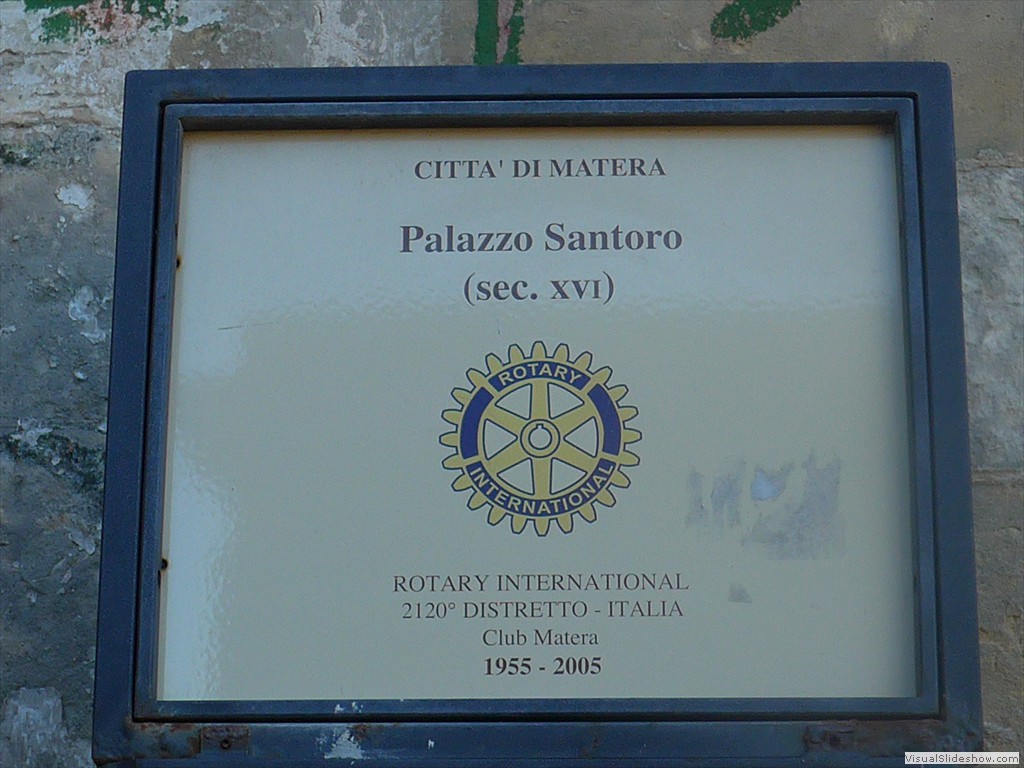 CITTA' DI MATERA
Palazzo Santoro
(sec. XVI)
ROTARY
INTERNATIONAL
ROTARY INTERNATIONAL
2120° DISTRETTO - ITALIA
Club Matera
1955 - 2005
VisualSlideshow.com